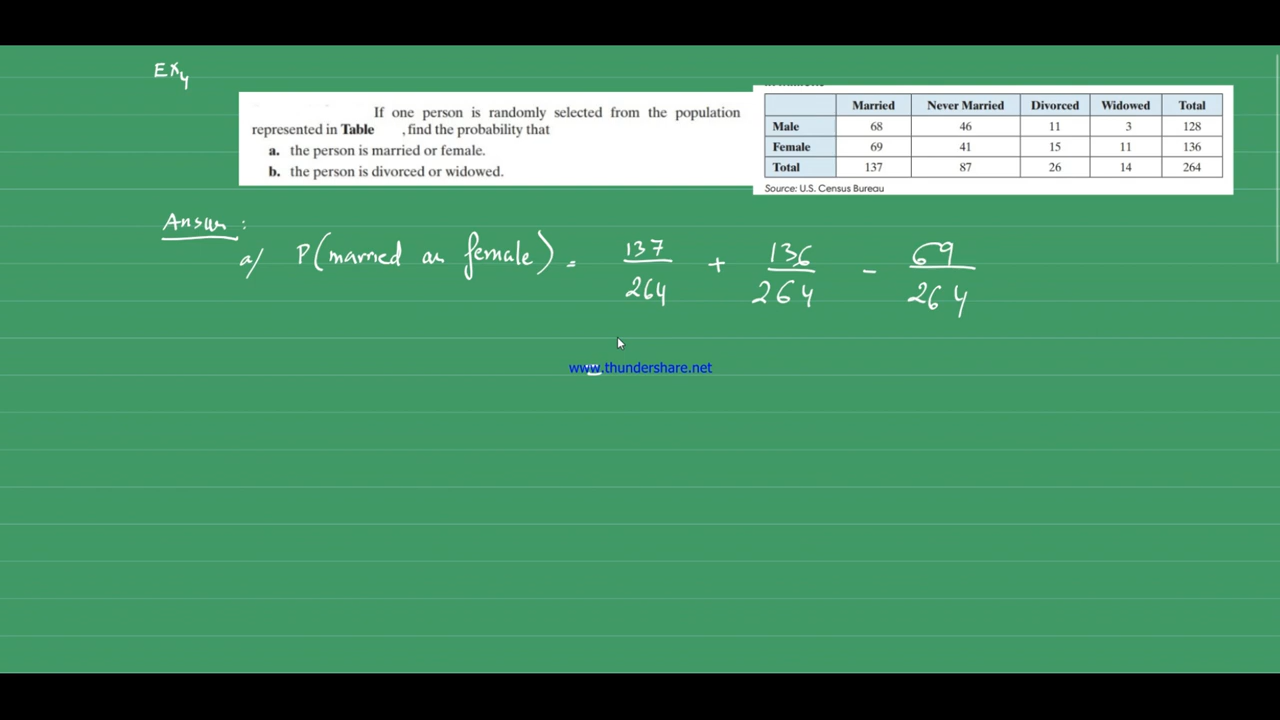 Ex4
If one person is randomly selected from the population
represented in Table , find the probability that
a. the person is married or female.
b. the person is divorced or widowed.
Married Never Married Divorced Widowed Total
Male 68 46 11 3 128
Female 69 41 15 11 136
Total 137 87 26 14 264
Source: U.S. Census Bureau
Answer:
a/ P(married or female) = 137/264 + 136/264 - 69/264
www.thundershare.net